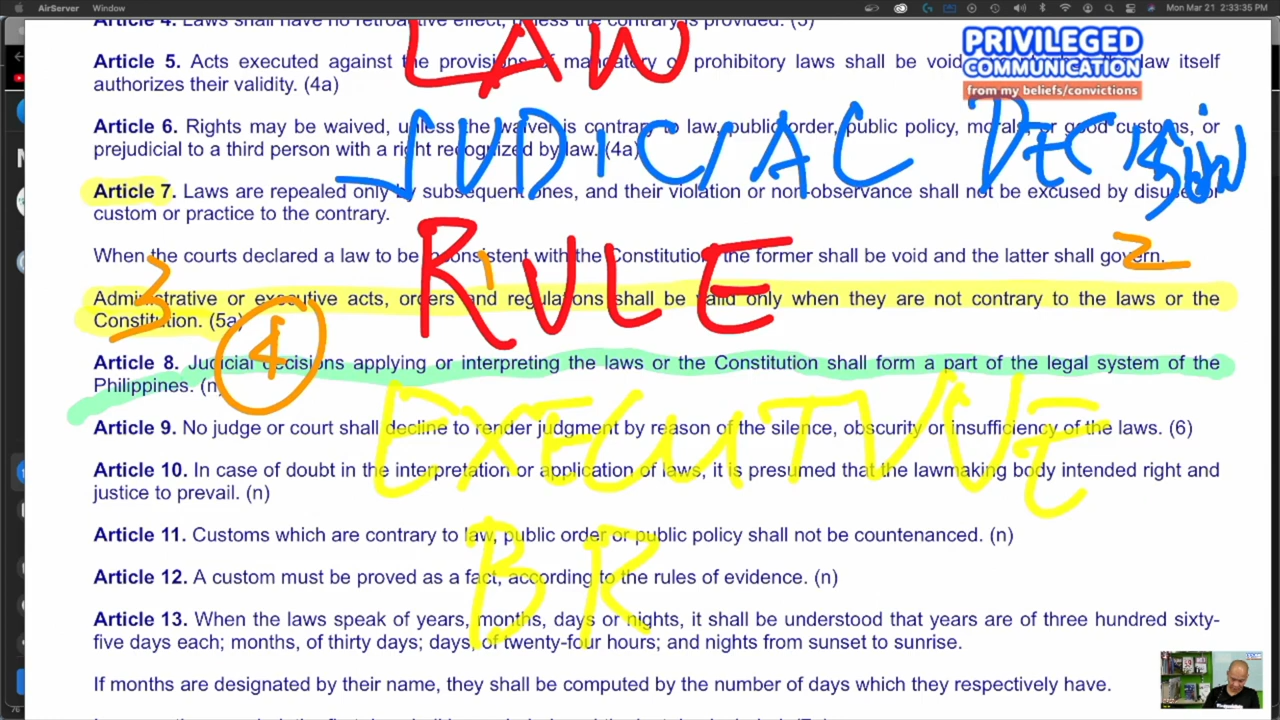 AirServer
Mon Mar 21 2:33:35 PM
Article 4. Laws shall have no retroactive effect, unless the contrary is provided. (3)
LAW
PRIVILEGED
COMMUNICATION
from my beliefs/convictions
Article 5. Acts executed against the provisions of mandatory or prohibitory laws shall be void law itself
authorizes their validity. (4a)
JUDICIAL DECISION
Article 6. Rights may be waived, unless the waiver is contrary to law, public order, public policy, morals, or good customs, or
prejudicial to a third person with a right recognized by law. (4a)
Article 7. Laws are repealed only by subsequent ones, and their violation or non-observance shall not be excused by disuse or
custom or practice to the contrary.
RULE
When the courts declared a law to be inconsistent with the Constitution, the former shall be void and the latter shall govern.
1
2
3
Administrative or executive acts, orders and regulations shall be valid only when they are not contrary to the laws or the
Constitution. (5a)
4
Article 8. Judicial decisions applying or interpreting the laws or the Constitution shall form a part of the legal system of the
Philippines. (n)
EXECUTIVE
Article 9. No judge or court shall decline to render judgment by reason of the silence, obscurity or insufficiency of the laws. (6)
Article 10. In case of doubt in the interpretation or application of laws, it is presumed that the lawmaking body intended right and
justice to prevail. (n)
BR
Article 11. Customs which are contrary to law, public order or public policy shall not be countenanced. (n)
Article 12. A custom must be proved as a fact, according to the rules of evidence. (n)
Article 13. When the laws speak of years, months, days or nights, it shall be understood that years are of three hundred sixty-
five days each; months, of thirty days; days, of twenty-four hours; and nights from sunset to sunrise.
If months are designated by their name, they shall be computed by the number of days which they respectively have.